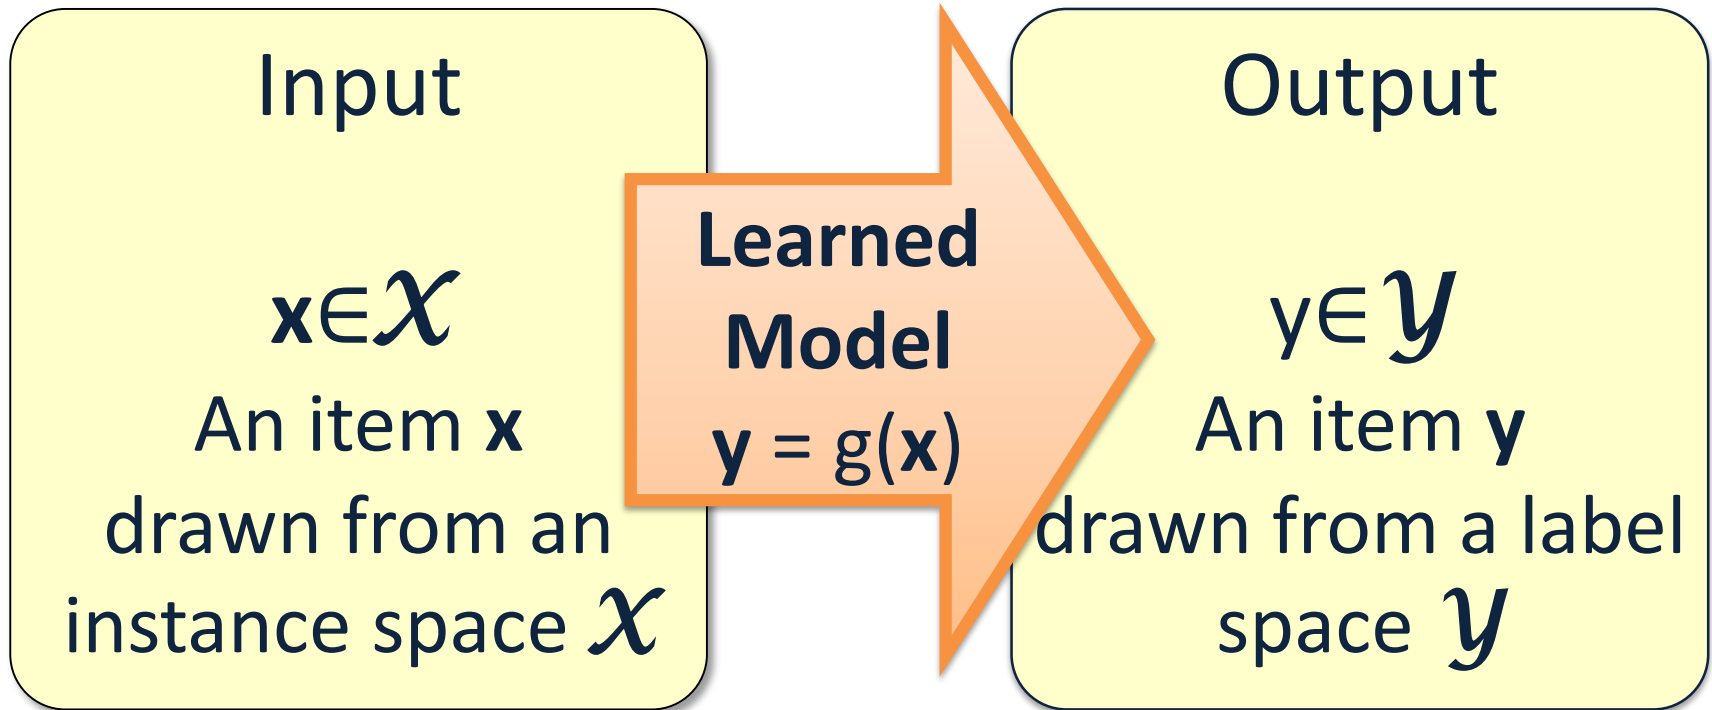 Input
x∈𝒳
An item x
drawn from an
instance space 𝒳
Learned
Model
y = g(x)
Output
y∈𝒴
An item y
drawn from a label
space 𝒴